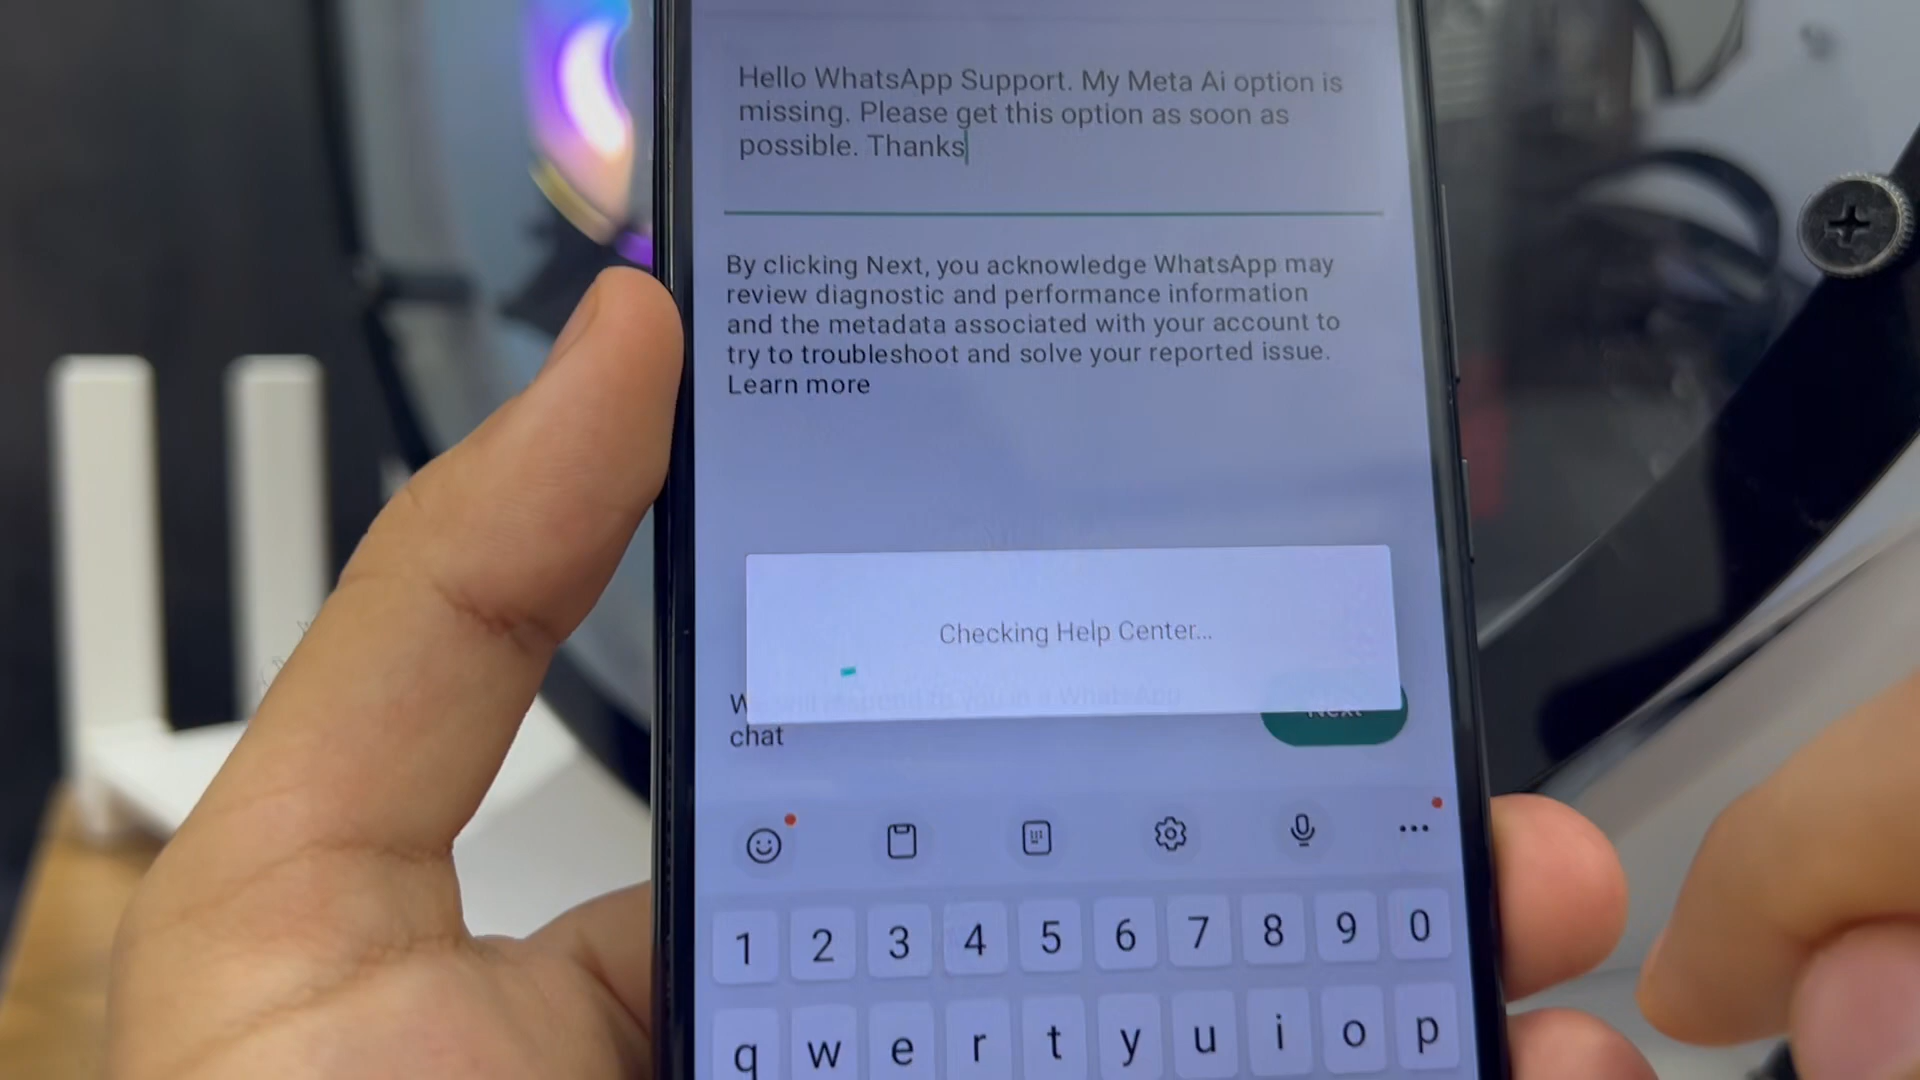 Hello WhatsApp Support. My Meta Ai option is
missing. Please get this option as soon as
possible. Thanks
By clicking Next, you acknowledge WhatsApp may
review diagnostic and performance information
and the metadata associated with your account to
try to troubleshoot and solve your reported issue.
Learn more
Checking Help Center...
We will respond to you in a WhatsApp
chat
Next
1 2 3 4 5 6 7 8 9 0
q w e r t y u i o p